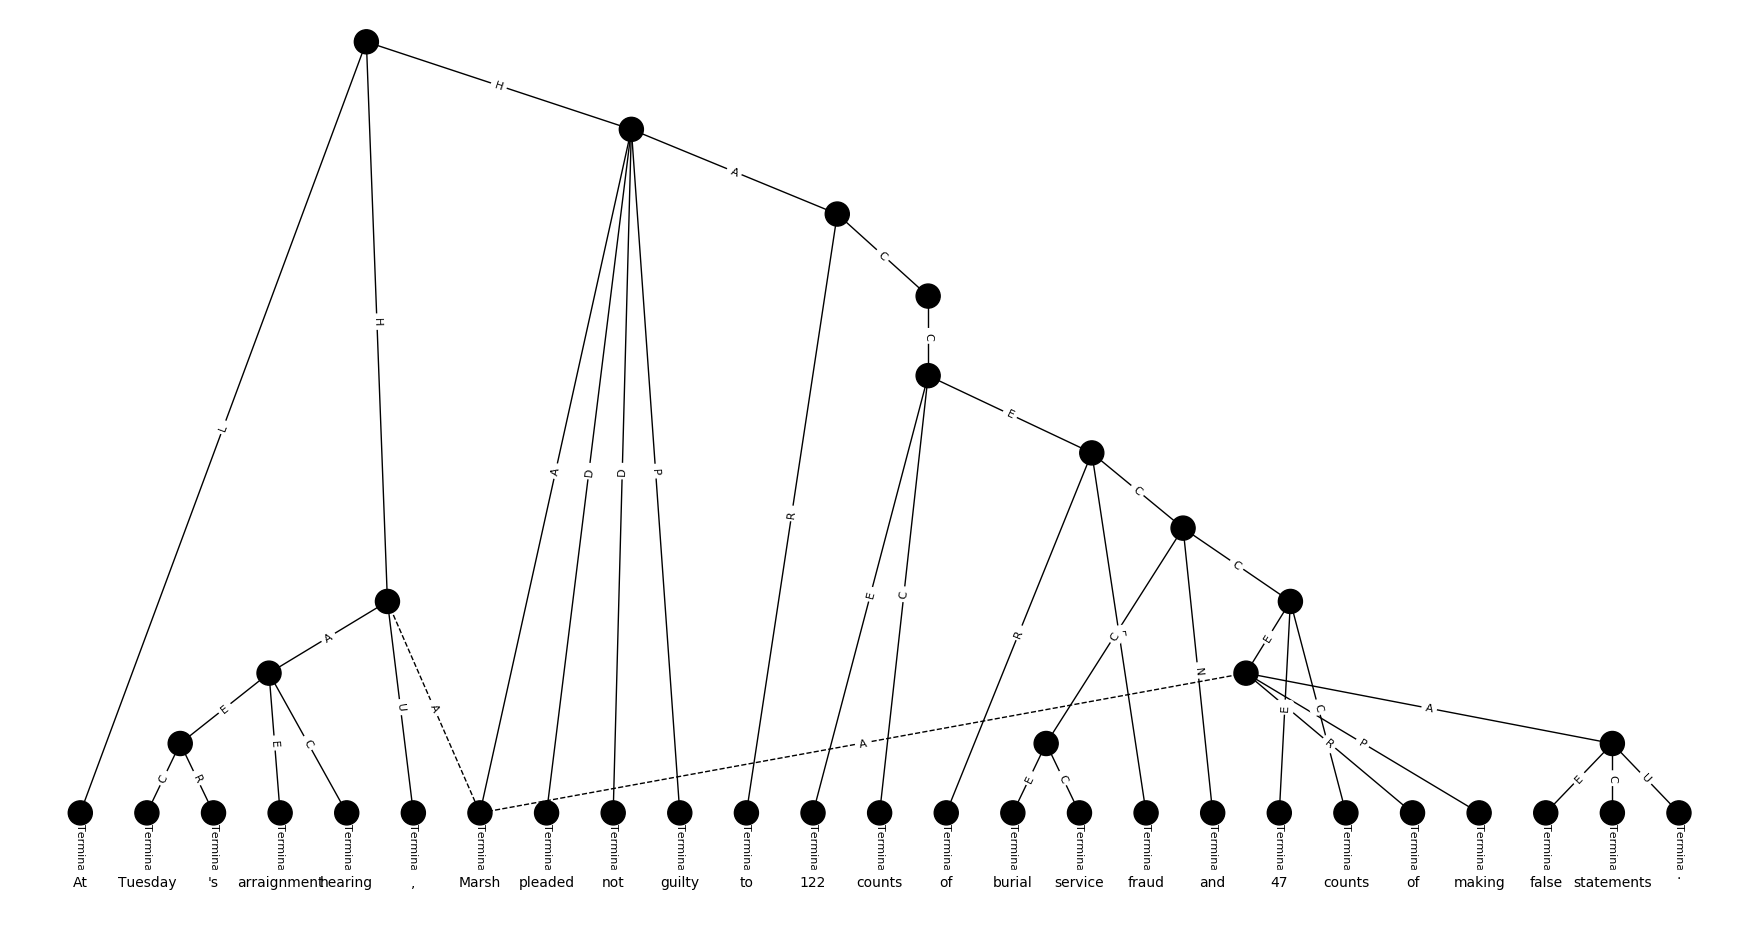 H
A
C
H
C
E
L
A
D
D
P
C
R
C
E
C
R
C
A
E
N
E
U
A
A
E
C
R
P
A
E
C
C
R
E
C
E
C
U
Termina Termina Termina Termina Termina Termina Termina Termina Termina Termina Termina Termina Termina Termina Termina Termina Termina Termina Termina Termina Termina Termina Termina Termina Termina
At Tuesday 's arraignment hearing , Marsh pleaded not guilty to 122 counts of burial service fraud and 47 counts of making false statements .